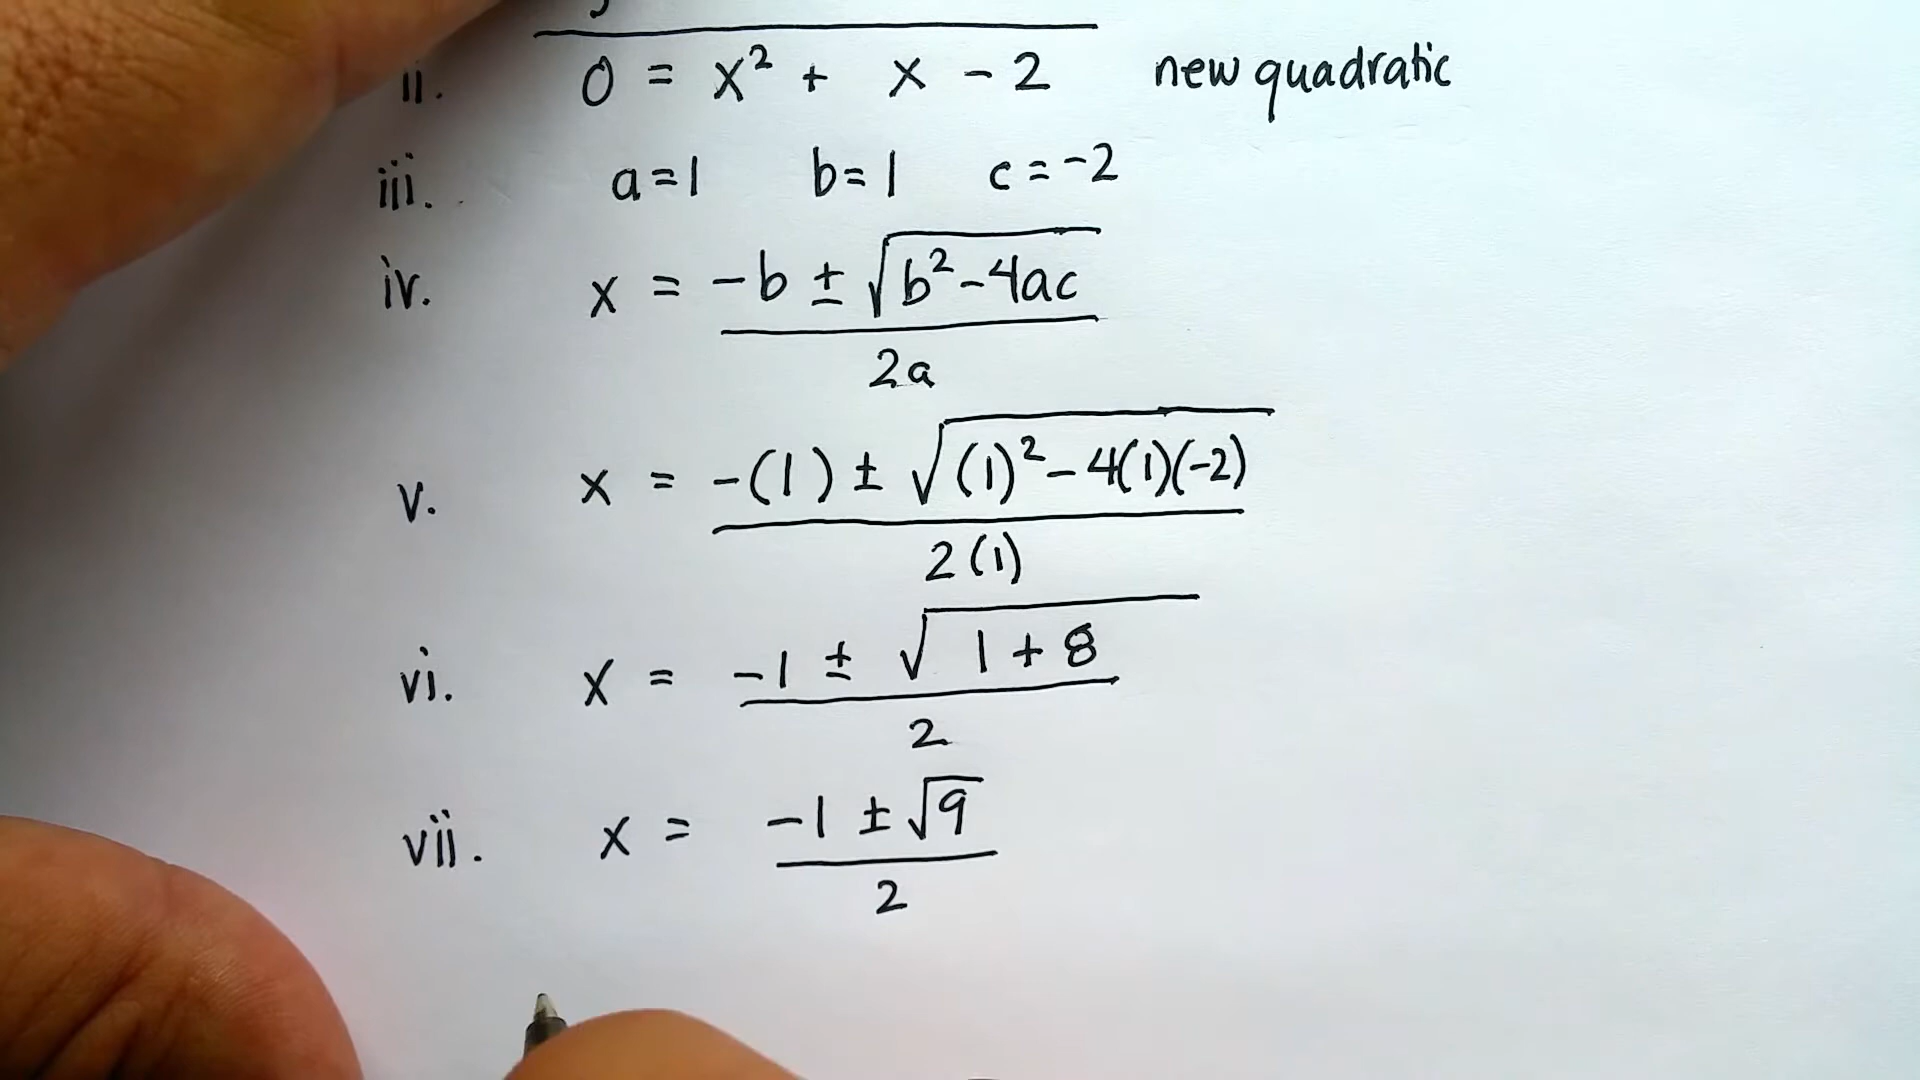 ii. 0 = x² + x - 2 new quadratic
iii. a = 1 b = 1 c = -2
iv. x = -b ± √(b² - 4ac)
2a
v. x = -(1) ± √((1)² - 4(1)(-2))
2(1)
vi. x = -1 ± √(1 + 8)
2
vii. x = -1 ± √9
2